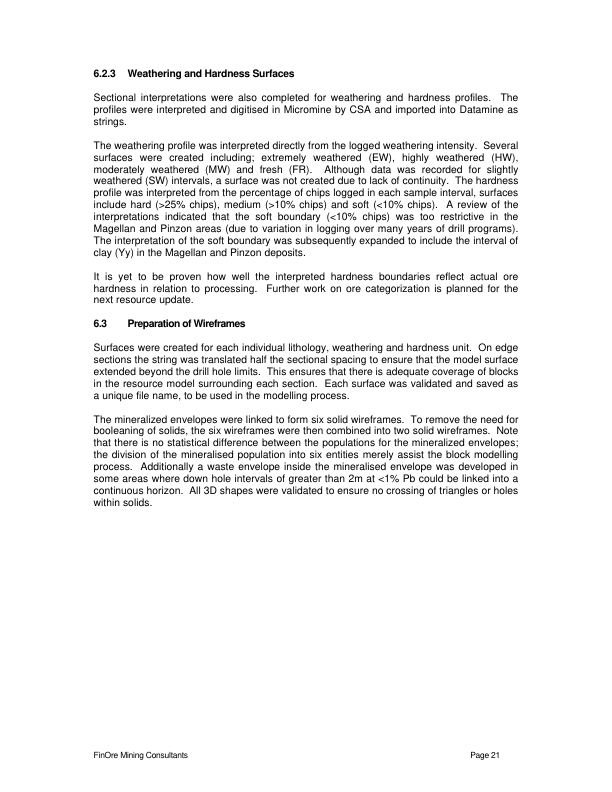 6.2.3 Weathering and Hardness Surfaces
Sectional interpretations were also completed for weathering and hardness profiles. The
profiles were interpreted and digitised in Micromine by CSA and imported into Datamine as
strings.
The weathering profile was interpreted directly from the logged weathering intensity. Several
surfaces were created including; extremely weathered (EW), highly weathered (HW),
moderately weathered (MW) and fresh (FR). Although data was recorded for slightly
weathered (SW) intervals, a surface was not created due to lack of continuity. The hardness
profile was interpreted from the percentage of chips logged in each sample interval, surfaces
include hard (>25% chips), medium (>10% chips) and soft (<10% chips). A review of the
interpretations indicated that the soft boundary (<10% chips) was too restrictive in the
Magellan and Pinzon areas (due to variation in logging over many years of drill programs).
The interpretation of the soft boundary was subsequently expanded to include the interval of
clay (Yy) in the Magellan and Pinzon deposits.
It is yet to be proven how well the interpreted hardness boundaries reflect actual ore
hardness in relation to processing. Further work on ore categorization is planned for the
next resource update.
6.3 Preparation of Wireframes
Surfaces were created for each individual lithology, weathering and hardness unit. On edge
sections the string was translated half the sectional spacing to ensure that the model surface
extended beyond the drill hole limits. This ensures that there is adequate coverage of blocks
in the resource model surrounding each section. Each surface was validated and saved as
a unique file name, to be used in the modelling process.
The mineralized envelopes were linked to form six solid wireframes. To remove the need for
booleaning of solids, the six wireframes were then combined into two solid wireframes. Note
that there is no statistical difference between the populations for the mineralized envelopes;
the division of the mineralised population into six entities merely assist the block modelling
process. Additionally a waste envelope inside the mineralised envelope was developed in
some areas where down hole intervals of greater than 2m at <1% Pb could be linked into a
continuous horizon. All 3D shapes were validated to ensure no crossing of triangles or holes
within solids.
FinOre Mining Consultants
Page 21